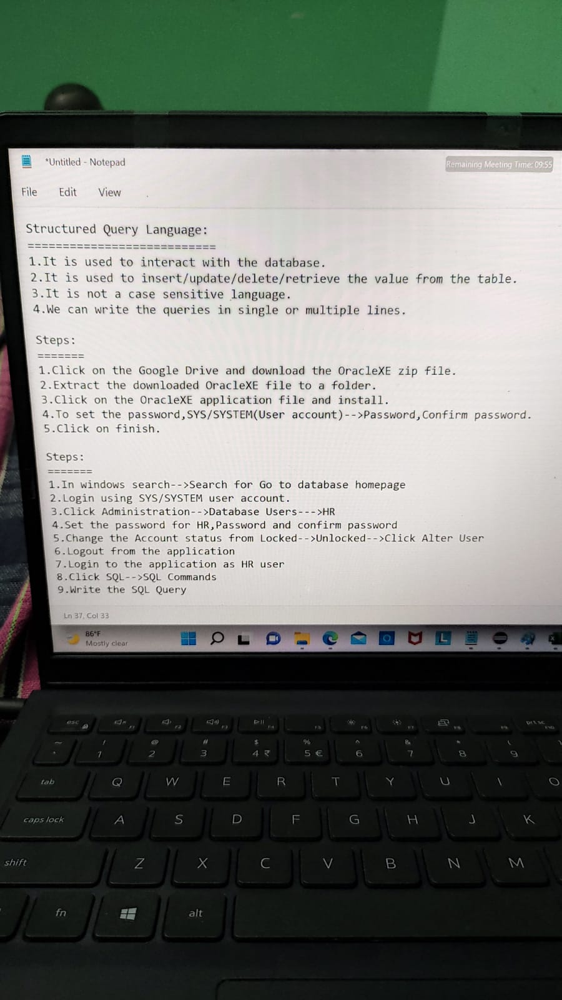 *Untitled - Notepad
Remaining Meeting Time: 09:55
File Edit View
Structured Query Language:
===========================
1.It is used to interact with the database.
2.It is used to insert/update/delete/retrieve the value from the table.
3.It is not a case sensitive language.
4.We can write the queries in single or multiple lines.
Steps:
=======
1.Click on the Google Drive and download the OracleXE zip file.
2.Extract the downloaded OracleXE file to a folder.
3.Click on the OracleXE application file and install.
4.To set the password,SYS/SYSTEM(User account)-->Password,Confirm password.
5.Click on finish.
Steps:
=======
1.In windows search-->Search for Go to database homepage
2.Login using SYS/SYSTEM user account.
3.Click Administration-->Database Users--->HR
4.Set the password for HR,Password and confirm password
5.Change the Account status from Locked-->Unlocked-->Click Alter User
6.Logout from the application
7.Login to the application as HR user
8.Click SQL-->SQL Commands
9.Write the SQL Query
Ln 37, Col 33
86°F
Mostly clear
esc F1 F2 F3 F4 F5 F6 F7 F8 F9 prt sc F10
~ ! @ # $ % ^ & * (
1 2 3 4 ₹ 5 € 6 7 8 9
tab Q W E R T Y U I O
caps lock A S D F G H J K
shift Z X C V B N M
fn alt